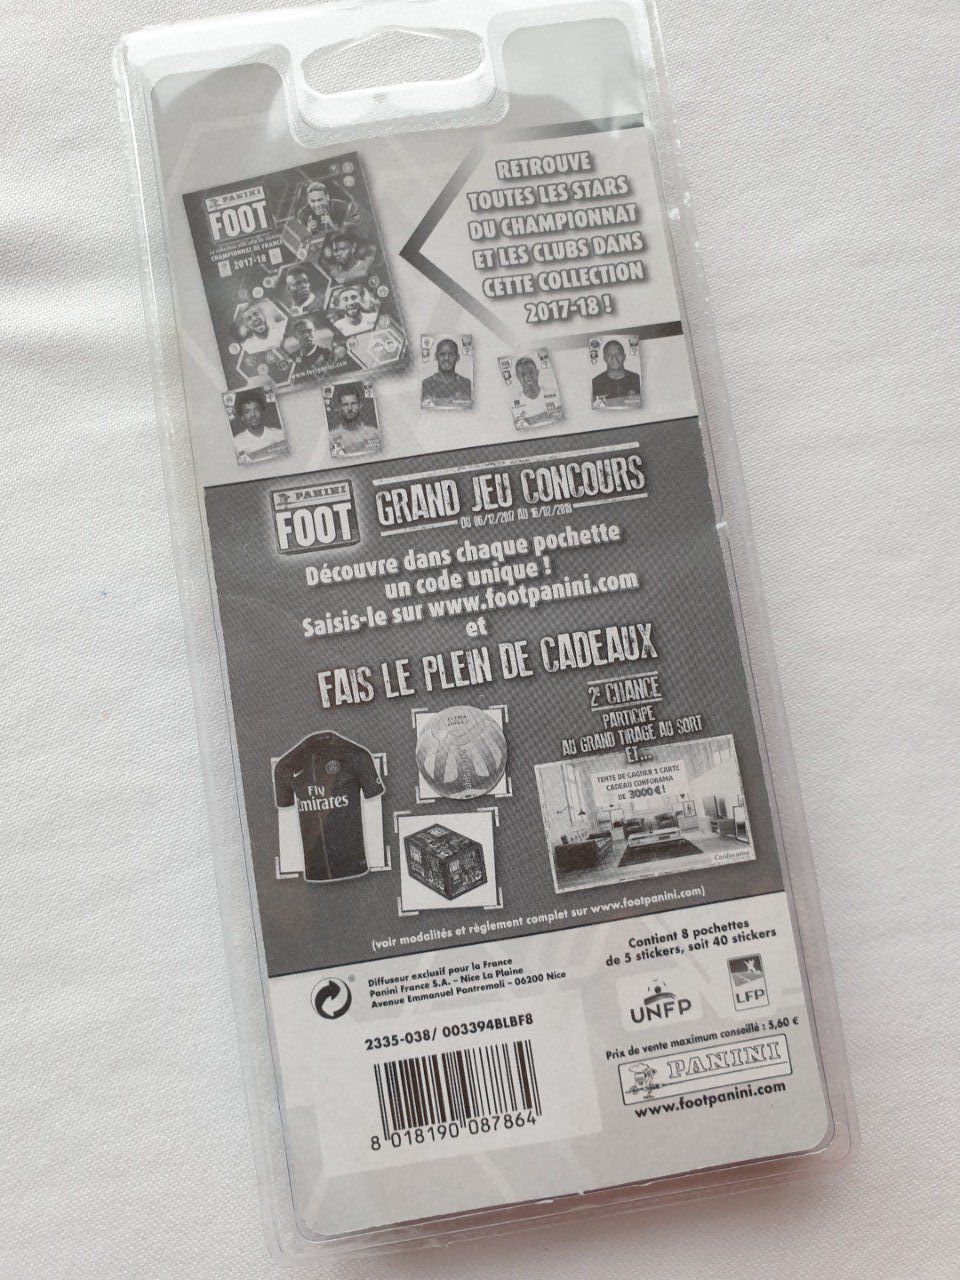 PANINI
FOOT
CHAMPIONNAT DE FRANCE
2017-18
www.footpanini.com
RETROUVE
TOUTES LES STARS
DU CHAMPIONNAT
ET LES CLUBS DANS
CETTE COLLECTION
2017-18 !
PANINI
FOOT
GRAND JEU CONCOURS
DU 06/12/2017 AU 16/02/2018
Découvre dans chaque pochette
un code unique !
Saisis-le sur www.footpanini.com
et
FAIS LE PLEIN DE CADEAUX
2e CHANCE
PARTICIPE
AU GRAND TIRAGE AU SORT
ET...
TENTE DE GAGNER 1 CARTE
CADEAU CONFORAMA
DE 3000€!
Conforama
Fly
Emirates
(voir modalités et règlement complet sur www.footpanini.com)
Contient 8 pochettes
de 5 stickers, soit 40 stickers
Diffuseur exclusif pour la France
Panini France S.A. - Nice La Plaine
Avenue Emmanuel Pontremoli - 06200 Nice
UNFP
LFP
2335-038/ 003394BLBF8
Prix de vente maximum conseillé : 5,60 €
PANINI
www.footpanini.com
8 018190 087864